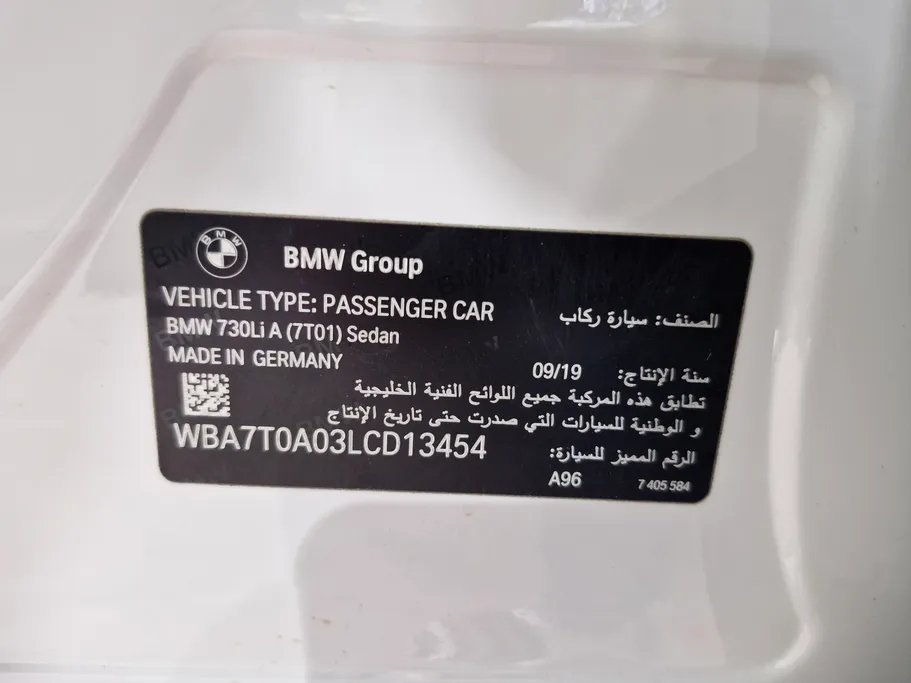 BMW
BMW Group
VEHICLE TYPE: PASSENGER CAR
الصنف: سيارة ركاب
BMW 730Li A (7T01) Sedan
MADE IN GERMANY
سنة الإنتاج: 09/19
تطابق هذه المركبة جميع اللوائح الفنية الخليجية
و الوطنية للسيارات التي صدرت حتى تاريخ الإنتاج
الرقم المميز للسيارة:
WBA7T0A03LCD13454
A96
7 405 584